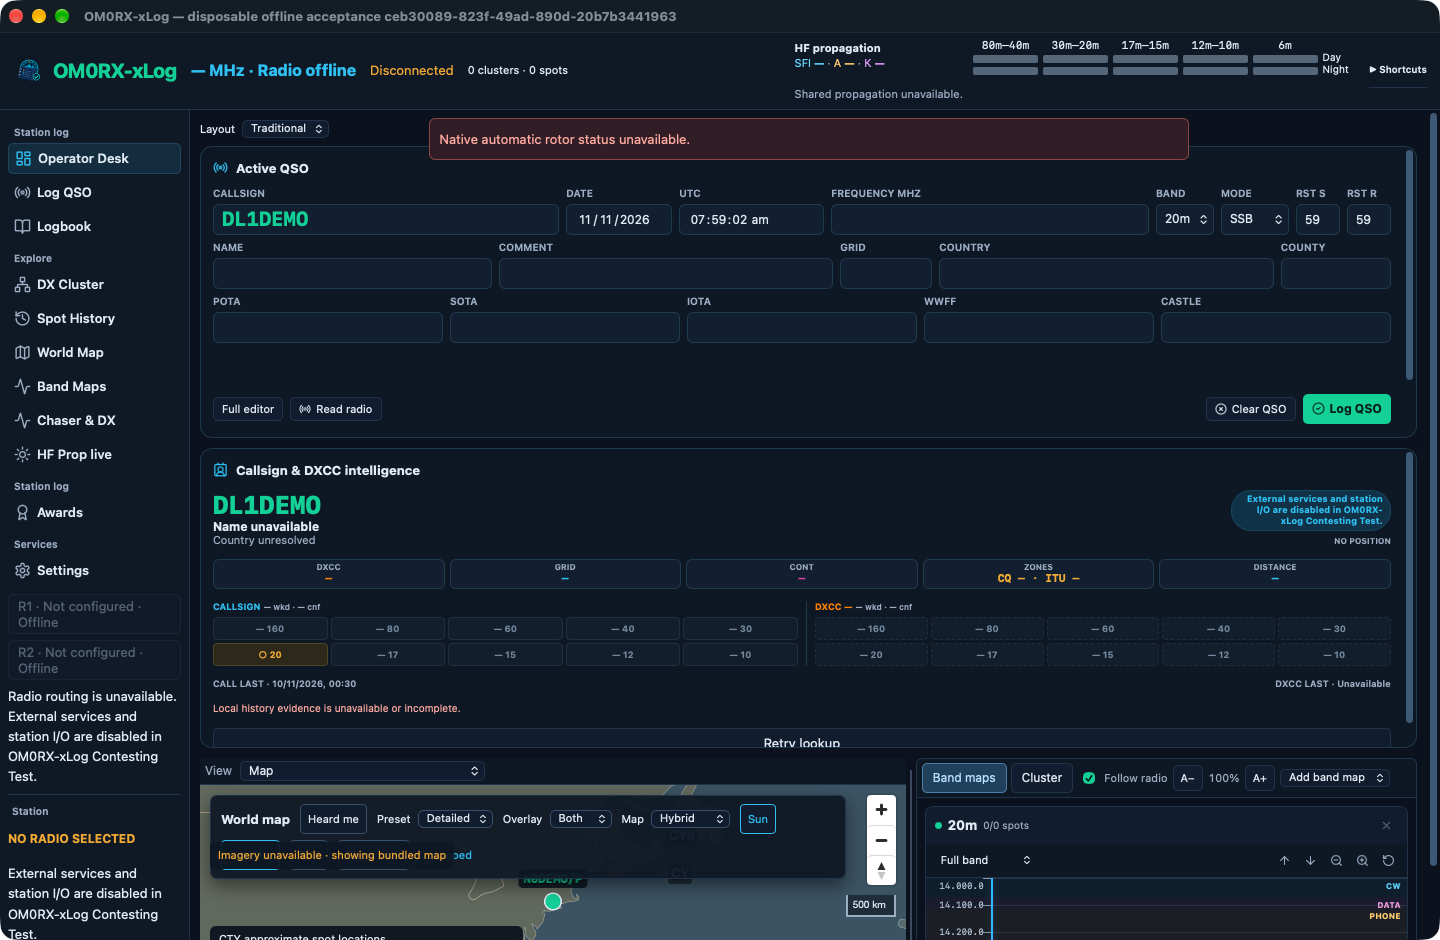 OM0RX-xLog — disposable offline acceptance ceb30089-823f-49ad-890d-20b7b3441963
OM0RX-xLog
— MHz · Radio offline
Disconnected
0 clusters · 0 spots
HF propagation
SFI — · A — · K —
Shared propagation unavailable.
80m–40m 30m–20m 17m–15m 12m–10m 6m
Day
Night
Shortcuts
Station log
Operator Desk
Log QSO
Logbook
Explore
DX Cluster
Spot History
World Map
Band Maps
Chaser & DX
HF Prop live
Station log
Awards
Services
Settings
R1 · Not configured ·
Offline
R2 · Not configured ·
Offline
Radio routing is unavailable.
External services and
station I/O are disabled in
OM0RX-xLog Contesting
Test.
Station
NO RADIO SELECTED
External services and
station I/O are disabled in
OM0RX-xLog Contesting
Test.
Layout Traditional
Native automatic rotor status unavailable.
Active QSO
CALLSIGN DATE UTC FREQUENCY MHZ BAND MODE RST S RST R
DL1DEMO 11/11/2026 07:59:02 am 20m SSB 59 59
NAME COMMENT GRID COUNTRY COUNTY
POTA SOTA IOTA WWFF CASTLE
Full editor Read radio Clear QSO Log QSO
Callsign & DXCC intelligence
DL1DEMO
Name unavailable
Country unresolved
External services and station
I/O are disabled in OM0RX-
xLog Contesting Test.
NO POSITION
DXCC GRID CONT ZONES DISTANCE
— — — CQ — · ITU — —
CALLSIGN — wkd · — cnf
— 160 — 80 — 60 — 40 — 30
20 — 17 — 15 — 12 — 10
DXCC — — wkd · — cnf
— 160 — 80 — 60 — 40 — 30
— 20 — 17 — 15 — 12 — 10
CALL LAST · 10/11/2026, 00:30
DXCC LAST · Unavailable
Local history evidence is unavailable or incomplete.
Retry lookup
View Map
World map Heard me Preset Detailed Overlay Both Map Hybrid Sun
Imagery unavailable · showing bundled map
CY9
CY
N0DEMO/P
500 km
CTY approximate spot locations
Band maps Cluster Follow radio A− 100% A+ Add band map
20m 0/0 spots
Full band
14.000.0 CW
14.100.0 DATA
PHONE
14.200.0